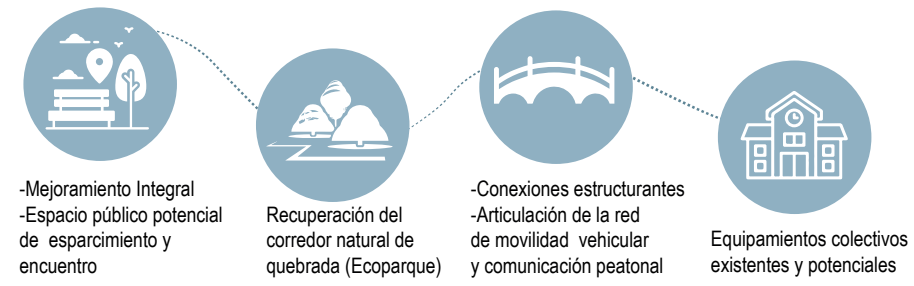 -Mejoramiento Integral
-Espacio público potencial
de esparcimiento y
encuentro
Recuperación del
corredor natural de
quebrada (Ecoparque)
-Conexiones estructurantes
-Articulación de la red
de movilidad vehicular
y comunicación peatonal
Equipamientos colectivos
existentes y potenciales